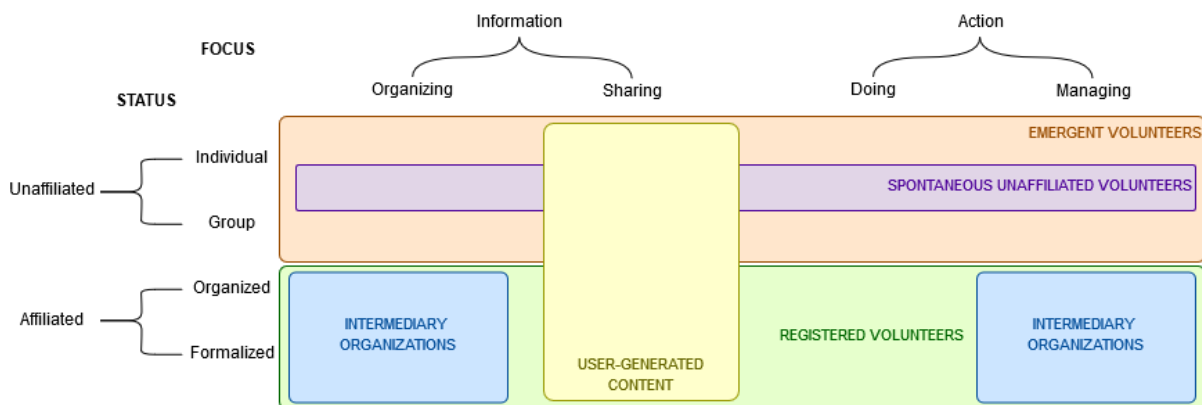 Information
Action
FOCUS
Organizing
Sharing
Doing
Managing
STATUS
EMERGENT VOLUNTEERS
Individual
Unaffiliated
SPONTANEOUS UNAFFILIATED VOLUNTEERS
Group
Organized
Affiliated
Formalized
INTERMEDIARY
ORGANIZATIONS
REGISTERED VOLUNTEERS
INTERMEDIARY
ORGANIZATIONS
USER-GENERATED
CONTENT